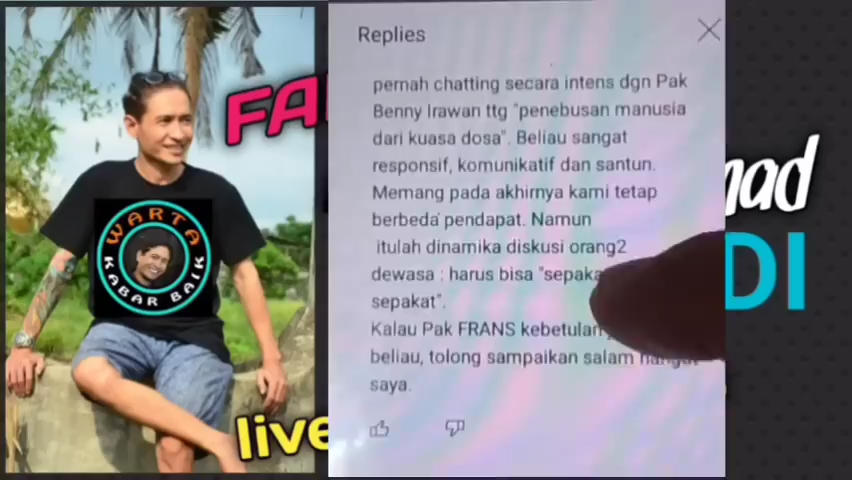 FA
WARTA
KABAR BAIK
live
Replies
pernah chatting secara intens dgn Pak
Benny Irawan ttg "penebusan manusia
dari kuasa dosa". Beliau sangat
responsif, komunikatif dan santun.
Memang pada akhirnya kami tetap
berbeda pendapat. Namun
itulah dinamika diskusi orang2
dewasa : harus bisa "sepaka
sepakat".
Kalau Pak FRANS kebetulan
beliau, tolong sampaikan salam
saya.
mad
DI